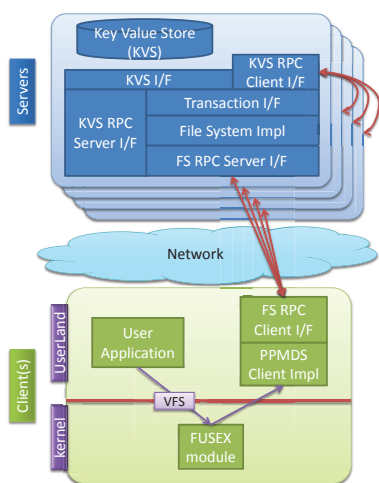 Servers
Key Value Store
(KVS)
KVS I/F
KVS RPC
Client I/F
KVS RPC
Server I/F
Transaction I/F
File System Impl
FS RPC Server I/F
Network
Client(s)
UserLand
kernel
User
Application
FS RPC
Client I/F
PPMDS
Client Impl
VFS
FUSEX
module